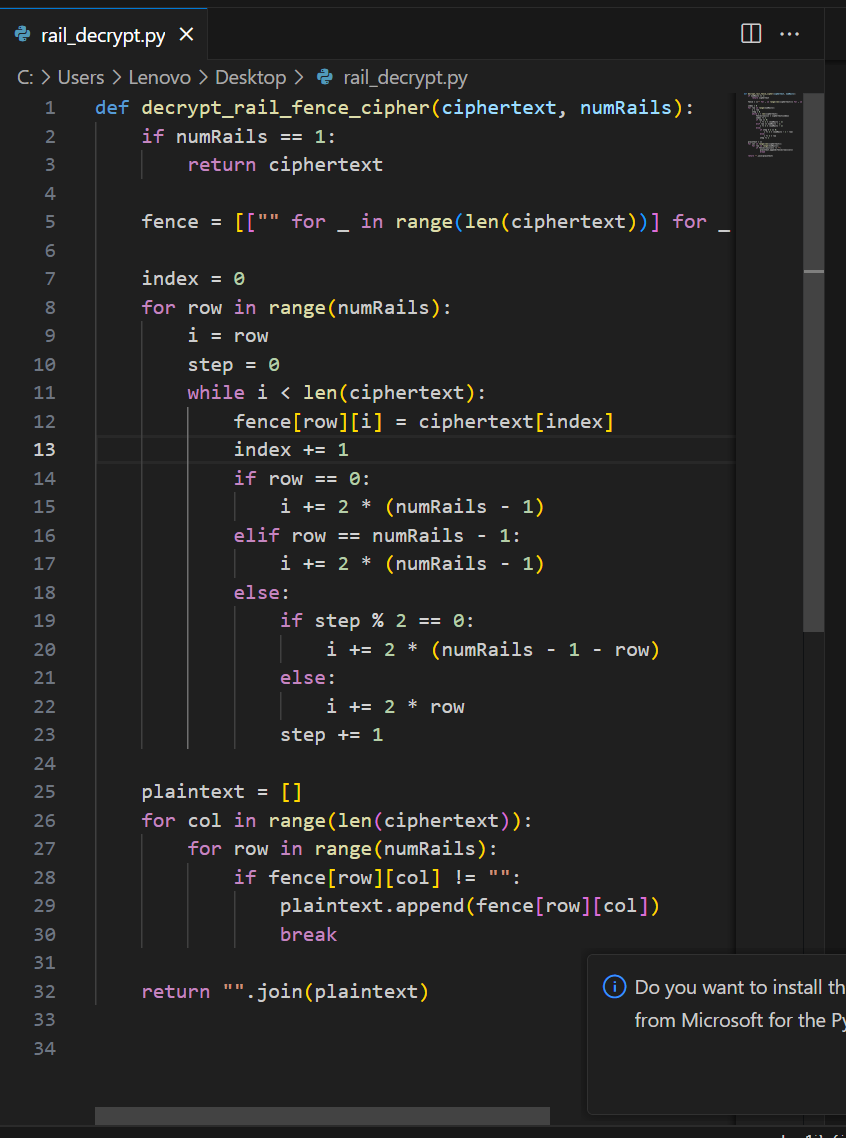 rail_decrypt.py
C: > Users > Lenovo > Desktop > rail_decrypt.py
1 def decrypt_rail_fence_cipher(ciphertext, numRails):
2     if numRails == 1:
3         return ciphertext
4
5     fence = [["" for _ in range(len(ciphertext))] for _
6
7     index = 0
8     for row in range(numRails):
9         i = row
10         step = 0
11         while i < len(ciphertext):
12             fence[row][i] = ciphertext[index]
13             index += 1
14             if row == 0:
15                 i += 2 * (numRails - 1)
16             elif row == numRails - 1:
17                 i += 2 * (numRails - 1)
18             else:
19                 if step % 2 == 0:
20                     i += 2 * (numRails - 1 - row)
21                 else:
22                     i += 2 * row
23                 step += 1
24
25     plaintext = []
26     for col in range(len(ciphertext)):
27         for row in range(numRails):
28             if fence[row][col] != "":
29                 plaintext.append(fence[row][col])
30                 break
31
32     return "".join(plaintext)
33
34
Do you want to install th
from Microsoft for the Py